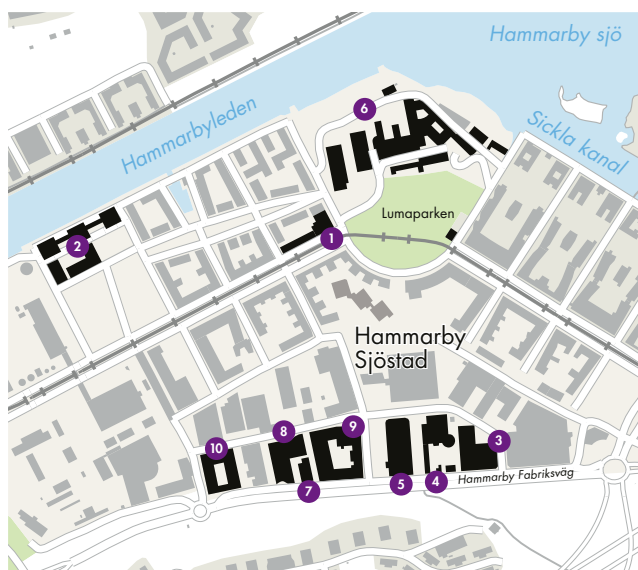 Hammarby sjö
6
Hammarbyleden
Sickla kanal
Lumaparken
1
2
Hammarby
Sjöstad
9
8
3
10
5
4
Hammarby Fabriksväg
7